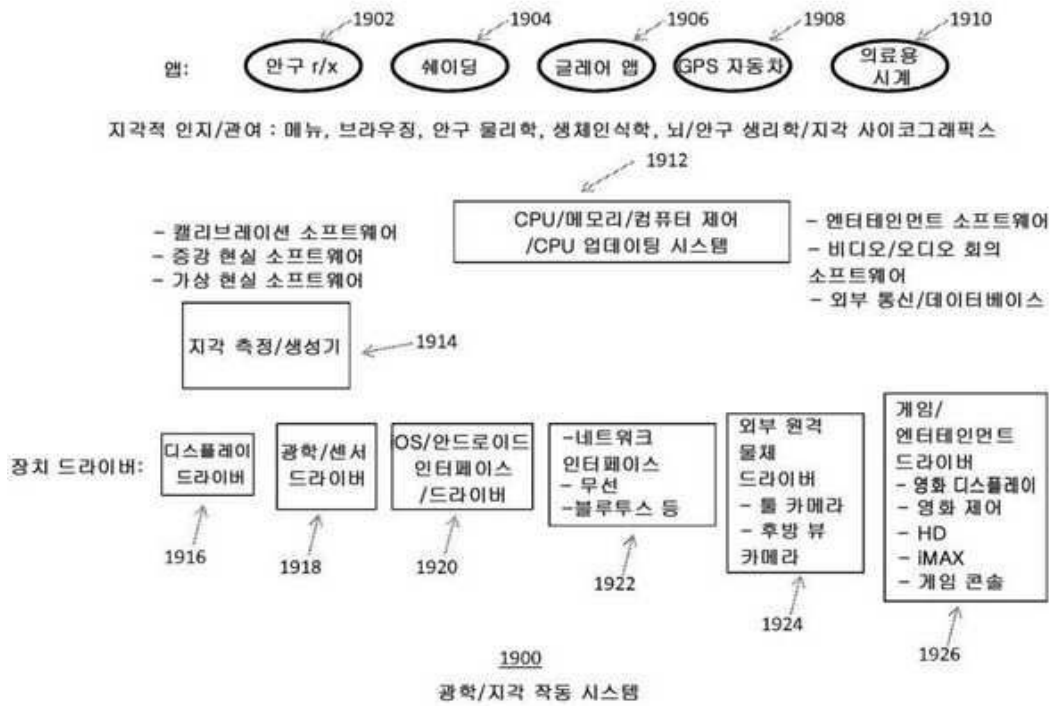 1902
1904
1906
1908
1910
앱:
안구 r/x
쉐이딩
글레어 앱
GPS 자동차
의료용
시계
지각적 인지/관여 : 메뉴, 브라우징, 안구 물리학, 생체인식학, 뇌/안구 생리학/지각 사이코그래픽스
1912
CPU/메모리/컴퓨터 제어
/CPU 업데이팅 시스템
– 캘리브레이션 소프트웨어
– 증강 현실 소프트웨어
– 가상 현실 소프트웨어
– 엔터테인먼트 소프트웨어
– 비디오/오디오 회의
소프트웨어
– 외부 통신/데이터베이스
지각 측정/생성기
1914
장치 드라이버:
디스플레이
드라이버
광학/센서
드라이버
iOS/안드로이드
인터페이스
/드라이버
–네트워크
인터페이스
– 무선
–블루투스 등
외부 원격
물체
드라이버
– 툴 카메라
– 후방 뷰
카메라
게임/
엔터테인먼트
드라이버
– 영화 디스플레이
– 영화 제어
– HD
– iMAX
– 게임 콘솔
1916
1918
1920
1922
1924
1926
1900
광학/지각 작동 시스템